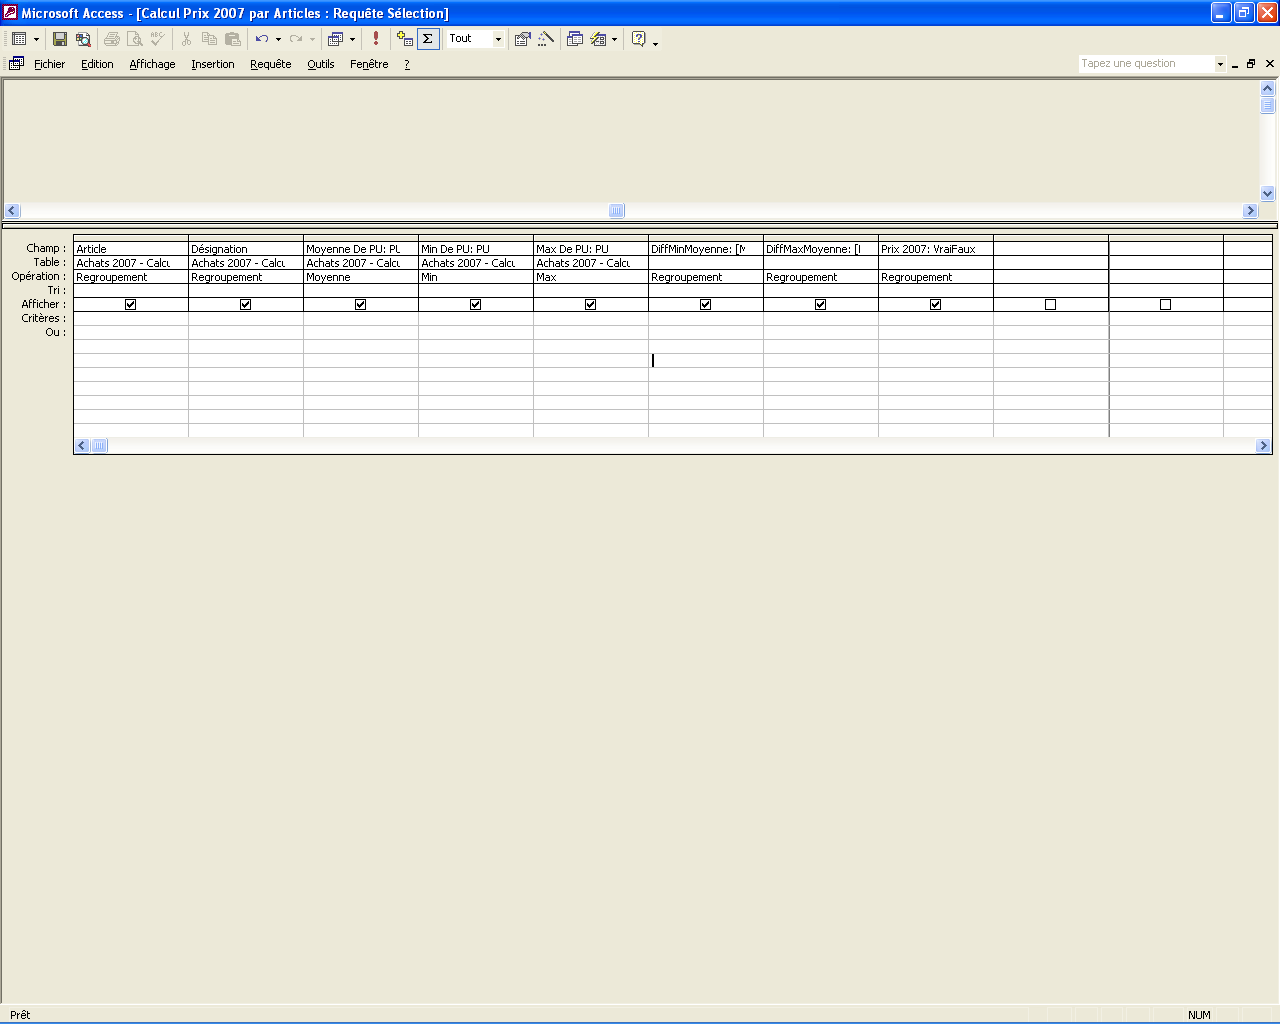 Microsoft Access - [Calcul Prix 2007 par Articles : Requête Sélection]
Σ Tout
Fichier Edition Affichage Insertion Requête Outils Fenêtre ? Tapez une question
Champ : Article Désignation Moyenne De PU: PU Min De PU: PU Max De PU: PU DiffMinMoyenne: [M DiffMaxMoyenne: [ Prix 2007: VraiFaux
Table : Achats 2007 - Calcu Achats 2007 - Calcu Achats 2007 - Calcu Achats 2007 - Calcu Achats 2007 - Calcu
Opération : Regroupement Regroupement Moyenne Min Max Regroupement Regroupement Regroupement
Tri :
Afficher :
Critères :
Ou :
Prêt NUM